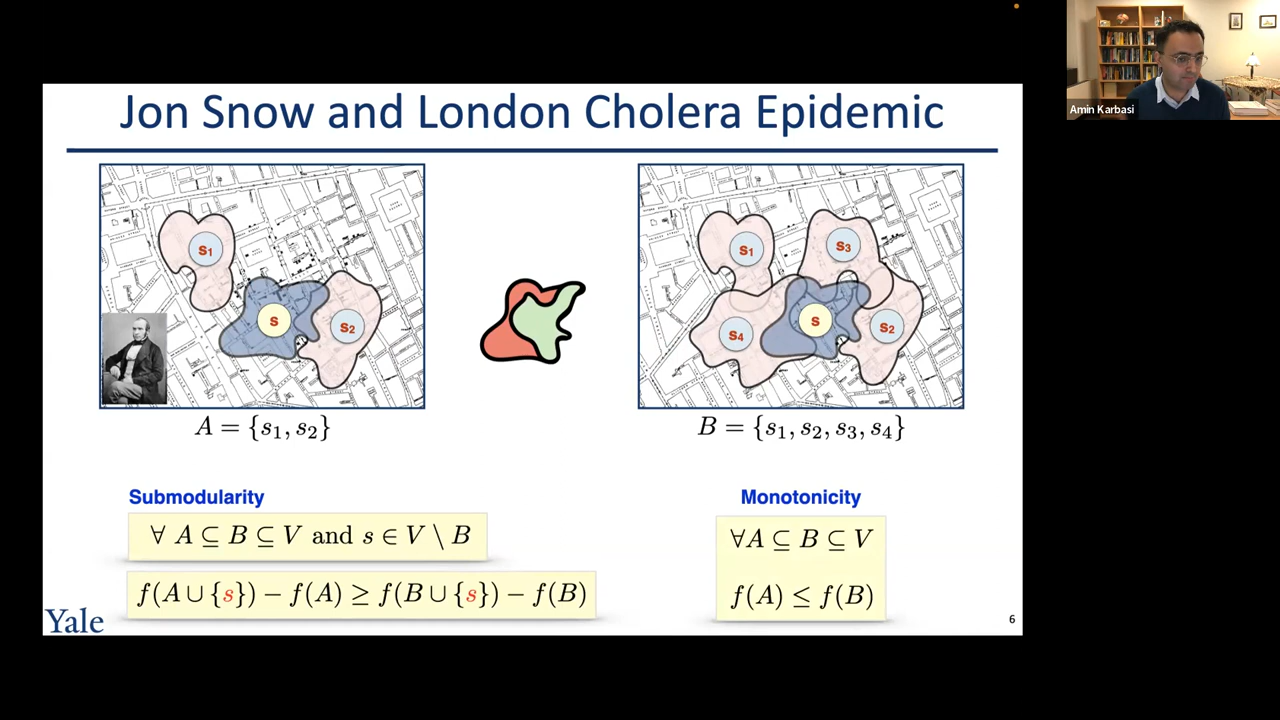 Amin Karbasi
Jon Snow and London Cholera Epidemic
S1
S
S2
A = {s₁, s₂}
S1
S3
S4
S
S2
B = {s₁, s₂, s₃, s₄}
Submodularity
∀ A ⊆ B ⊆ V and s ∈ V \ B
f(A ∪ {s}) − f(A) ≥ f(B ∪ {s}) − f(B)
Monotonicity
∀A ⊆ B ⊆ V
f(A) ≤ f(B)
Yale
6